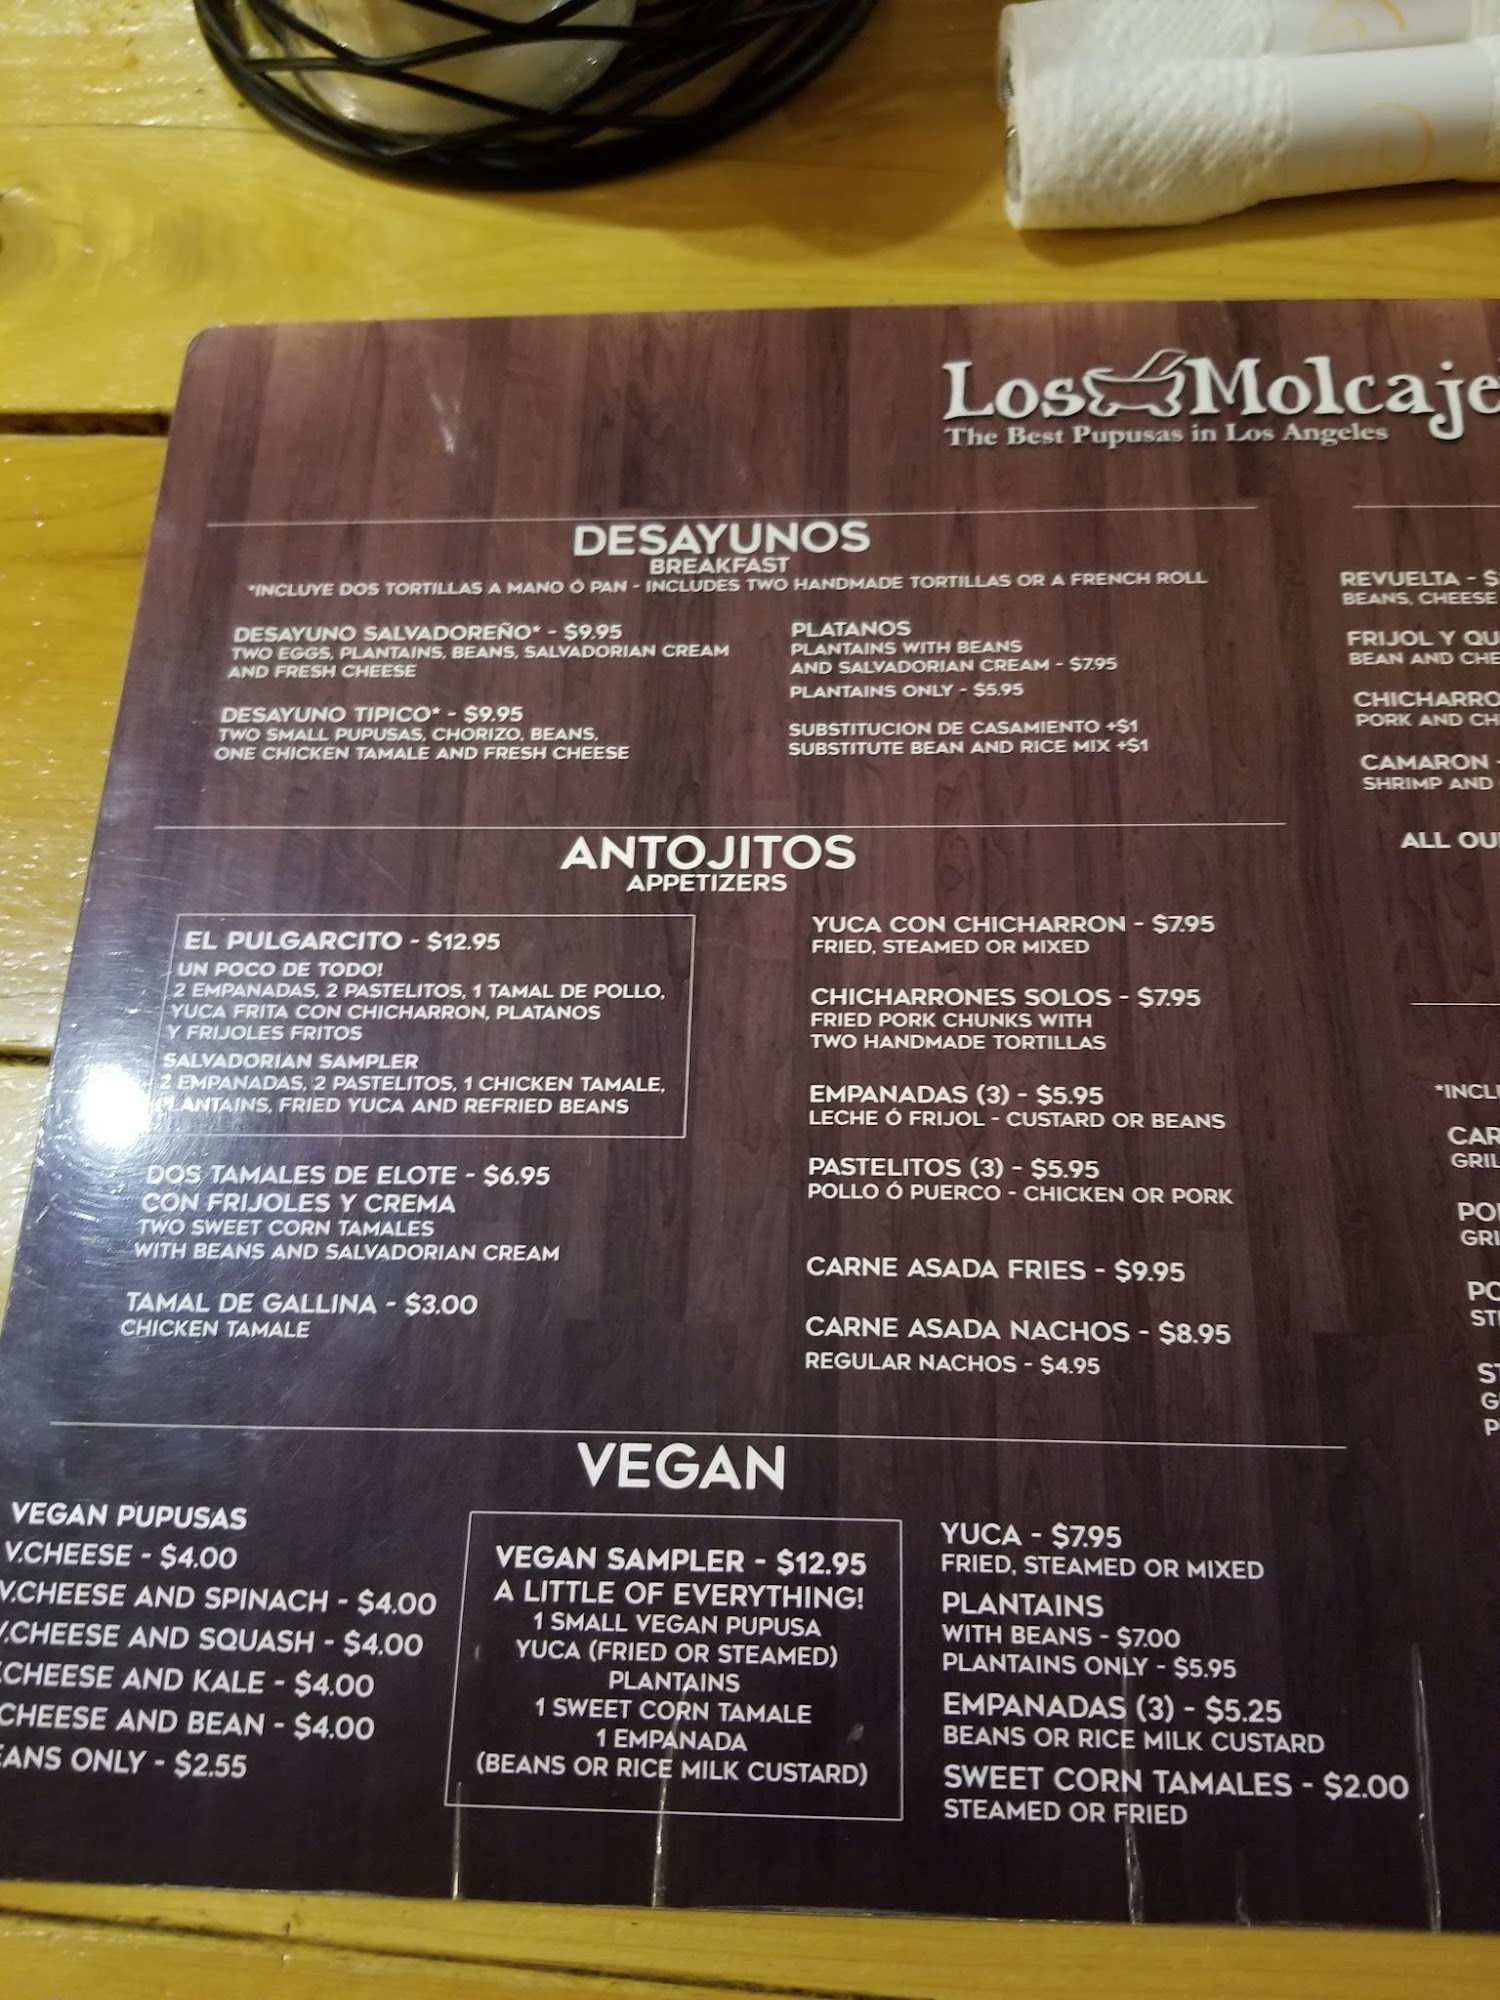 Los Molcaje
The Best Pupusas in Los Angeles
DESAYUNOS
BREAKFAST
*INCLUYE DOS TORTILLAS A MANO Ó PAN - INCLUDES TWO HANDMADE TORTILLAS OR A FRENCH ROLL
DESAYUNO SALVADOREÑO* - $9.95
TWO EGGS, PLANTAINS, BEANS, SALVADORIAN CREAM
AND FRESH CHEESE
DESAYUNO TIPICO* - $9.95
TWO SMALL PUPUSAS, CHORIZO, BEANS,
ONE CHICKEN TAMALE AND FRESH CHEESE
PLATANOS
PLANTAINS WITH BEANS
AND SALVADORIAN CREAM - $7.95
PLANTAINS ONLY - $5.95
SUBSTITUCION DE CASAMIENTO +$1
SUBSTITUTE BEAN AND RICE MIX +$1
ANTOJITOS
APPETIZERS
EL PULGARCITO - $12.95
UN POCO DE TODO!
2 EMPANADAS, 2 PASTELITOS, 1 TAMAL DE POLLO,
YUCA FRITA CON CHICHARRON, PLATANOS
Y FRIJOLES FRITOS
SALVADORIAN SAMPLER
2 EMPANADAS, 2 PASTELITOS, 1 CHICKEN TAMALE,
PLANTAINS, FRIED YUCA AND REFRIED BEANS
DOS TAMALES DE ELOTE - $6.95
CON FRIJOLES Y CREMA
TWO SWEET CORN TAMALES
WITH BEANS AND SALVADORIAN CREAM
TAMAL DE GALLINA - $3.00
CHICKEN TAMALE
YUCA CON CHICHARRON - $7.95
FRIED, STEAMED OR MIXED
CHICHARRONES SOLOS - $7.95
FRIED PORK CHUNKS WITH
TWO HANDMADE TORTILLAS
EMPANADAS (3) - $5.95
LECHE Ó FRIJOL - CUSTARD OR BEANS
PASTELITOS (3) - $5.95
POLLO Ó PUERCO - CHICKEN OR PORK
CARNE ASADA FRIES - $9.95
CARNE ASADA NACHOS - $8.95
REGULAR NACHOS - $4.95
VEGAN
VEGAN PUPUSAS
V.CHEESE - $4.00
V.CHEESE AND SPINACH - $4.00
V.CHEESE AND SQUASH - $4.00
.CHEESE AND KALE - $4.00
CHEESE AND BEAN - $4.00
EANS ONLY - $2.55
VEGAN SAMPLER - $12.95
A LITTLE OF EVERYTHING!
1 SMALL VEGAN PUPUSA
YUCA (FRIED OR STEAMED)
PLANTAINS
1 SWEET CORN TAMALE
1 EMPANADA
(BEANS OR RICE MILK CUSTARD)
YUCA - $7.95
FRIED, STEAMED OR MIXED
PLANTAINS
WITH BEANS - $7.00
PLANTAINS ONLY - $5.95
EMPANADAS (3) - $5.25
BEANS OR RICE MILK CUSTARD
SWEET CORN TAMALES - $2.00
STEAMED OR FRIED
REVUELTA - $
BEANS, CHEESE
FRIJOL Y QU
BEAN AND CHE
CHICHARRO
PORK AND CH
CAMARON -
SHRIMP AND
ALL OU
*INCL
CAR
GRIL
PO
GRI
PO
ST
ST
G
P